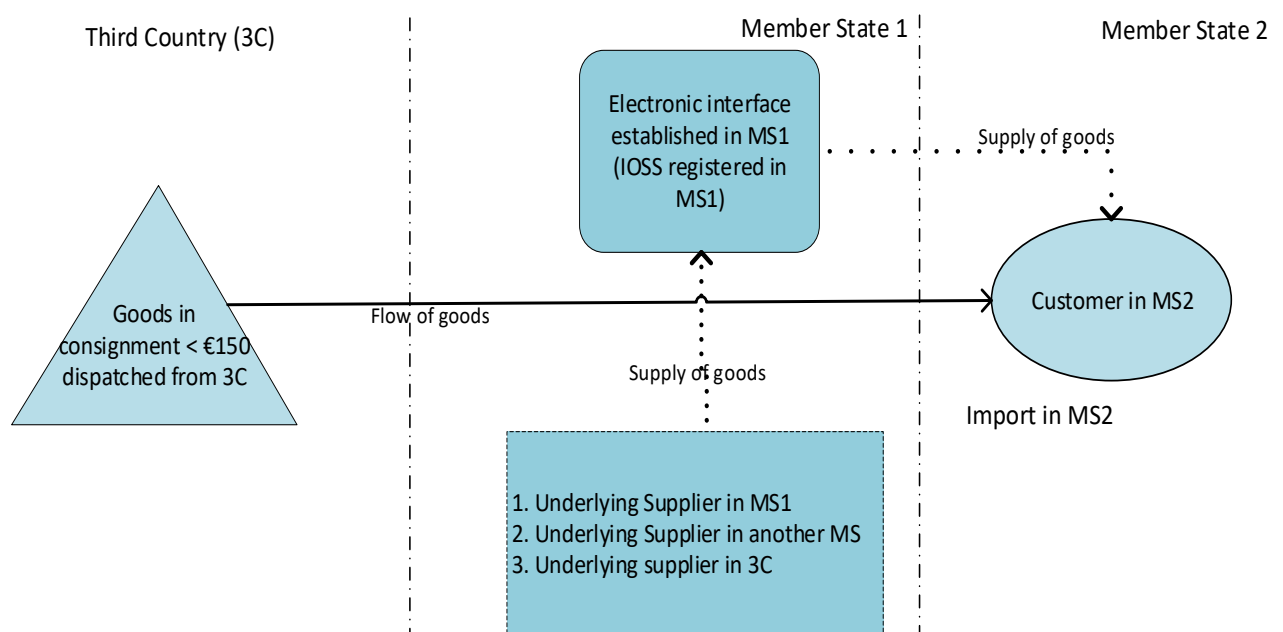 Third Country (3C)
Member State 1
Member State 2
Electronic interface
established in MS1
(IOSS registered in
MS1)
Supply of goods
Goods in
consignment < €150
dispatched from 3C
Flow of goods
Customer in MS2
Supply of goods
Import in MS2
1. Underlying Supplier in MS1
2. Underlying Supplier in another MS
3. Underlying supplier in 3C